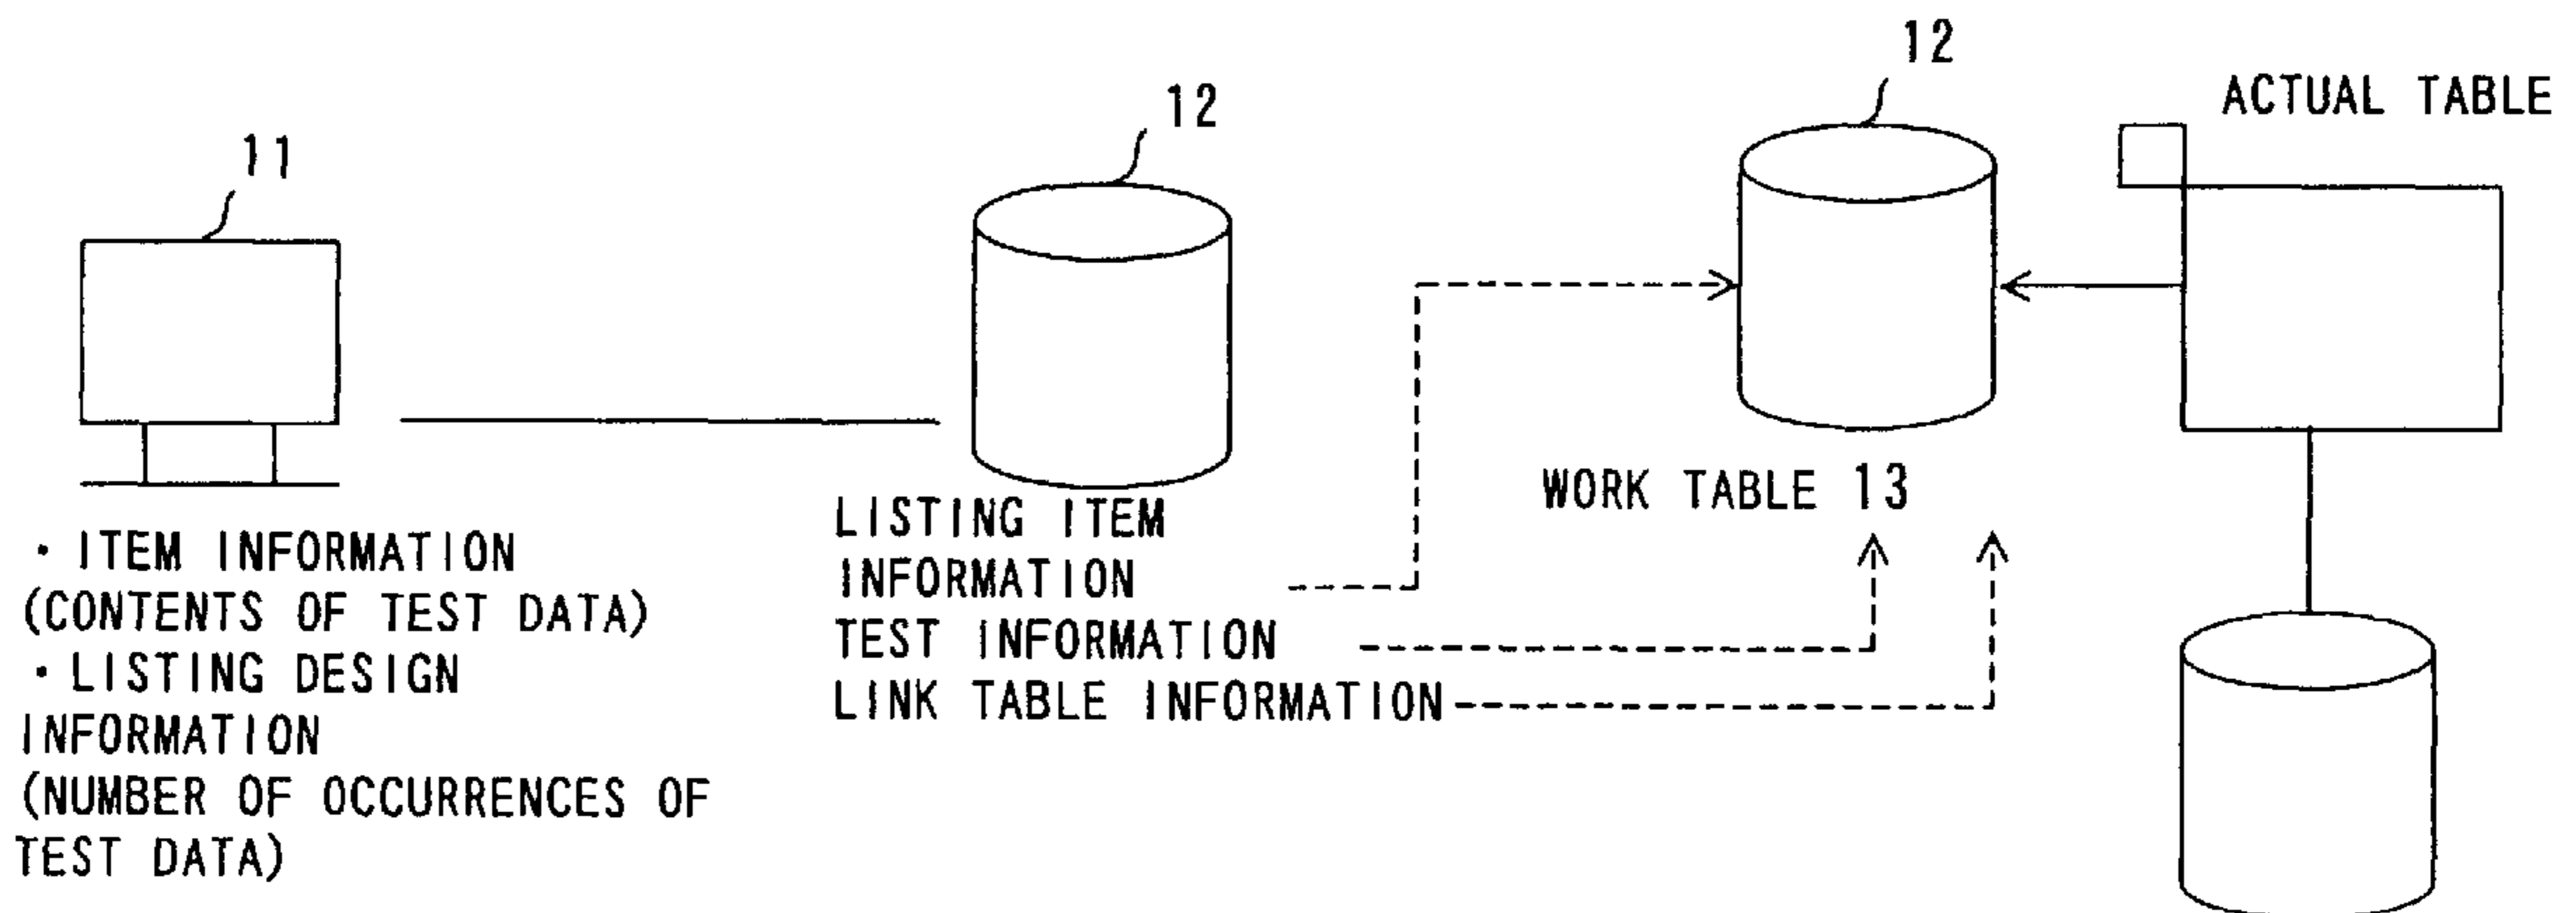 11
12
12
ACTUAL TABLE
・ITEM INFORMATION
(CONTENTS OF TEST DATA)
・LISTING DESIGN
INFORMATION
(NUMBER OF OCCURRENCES OF
TEST DATA)
LISTING ITEM
INFORMATION
TEST INFORMATION
LINK TABLE INFORMATION
WORK TABLE 13